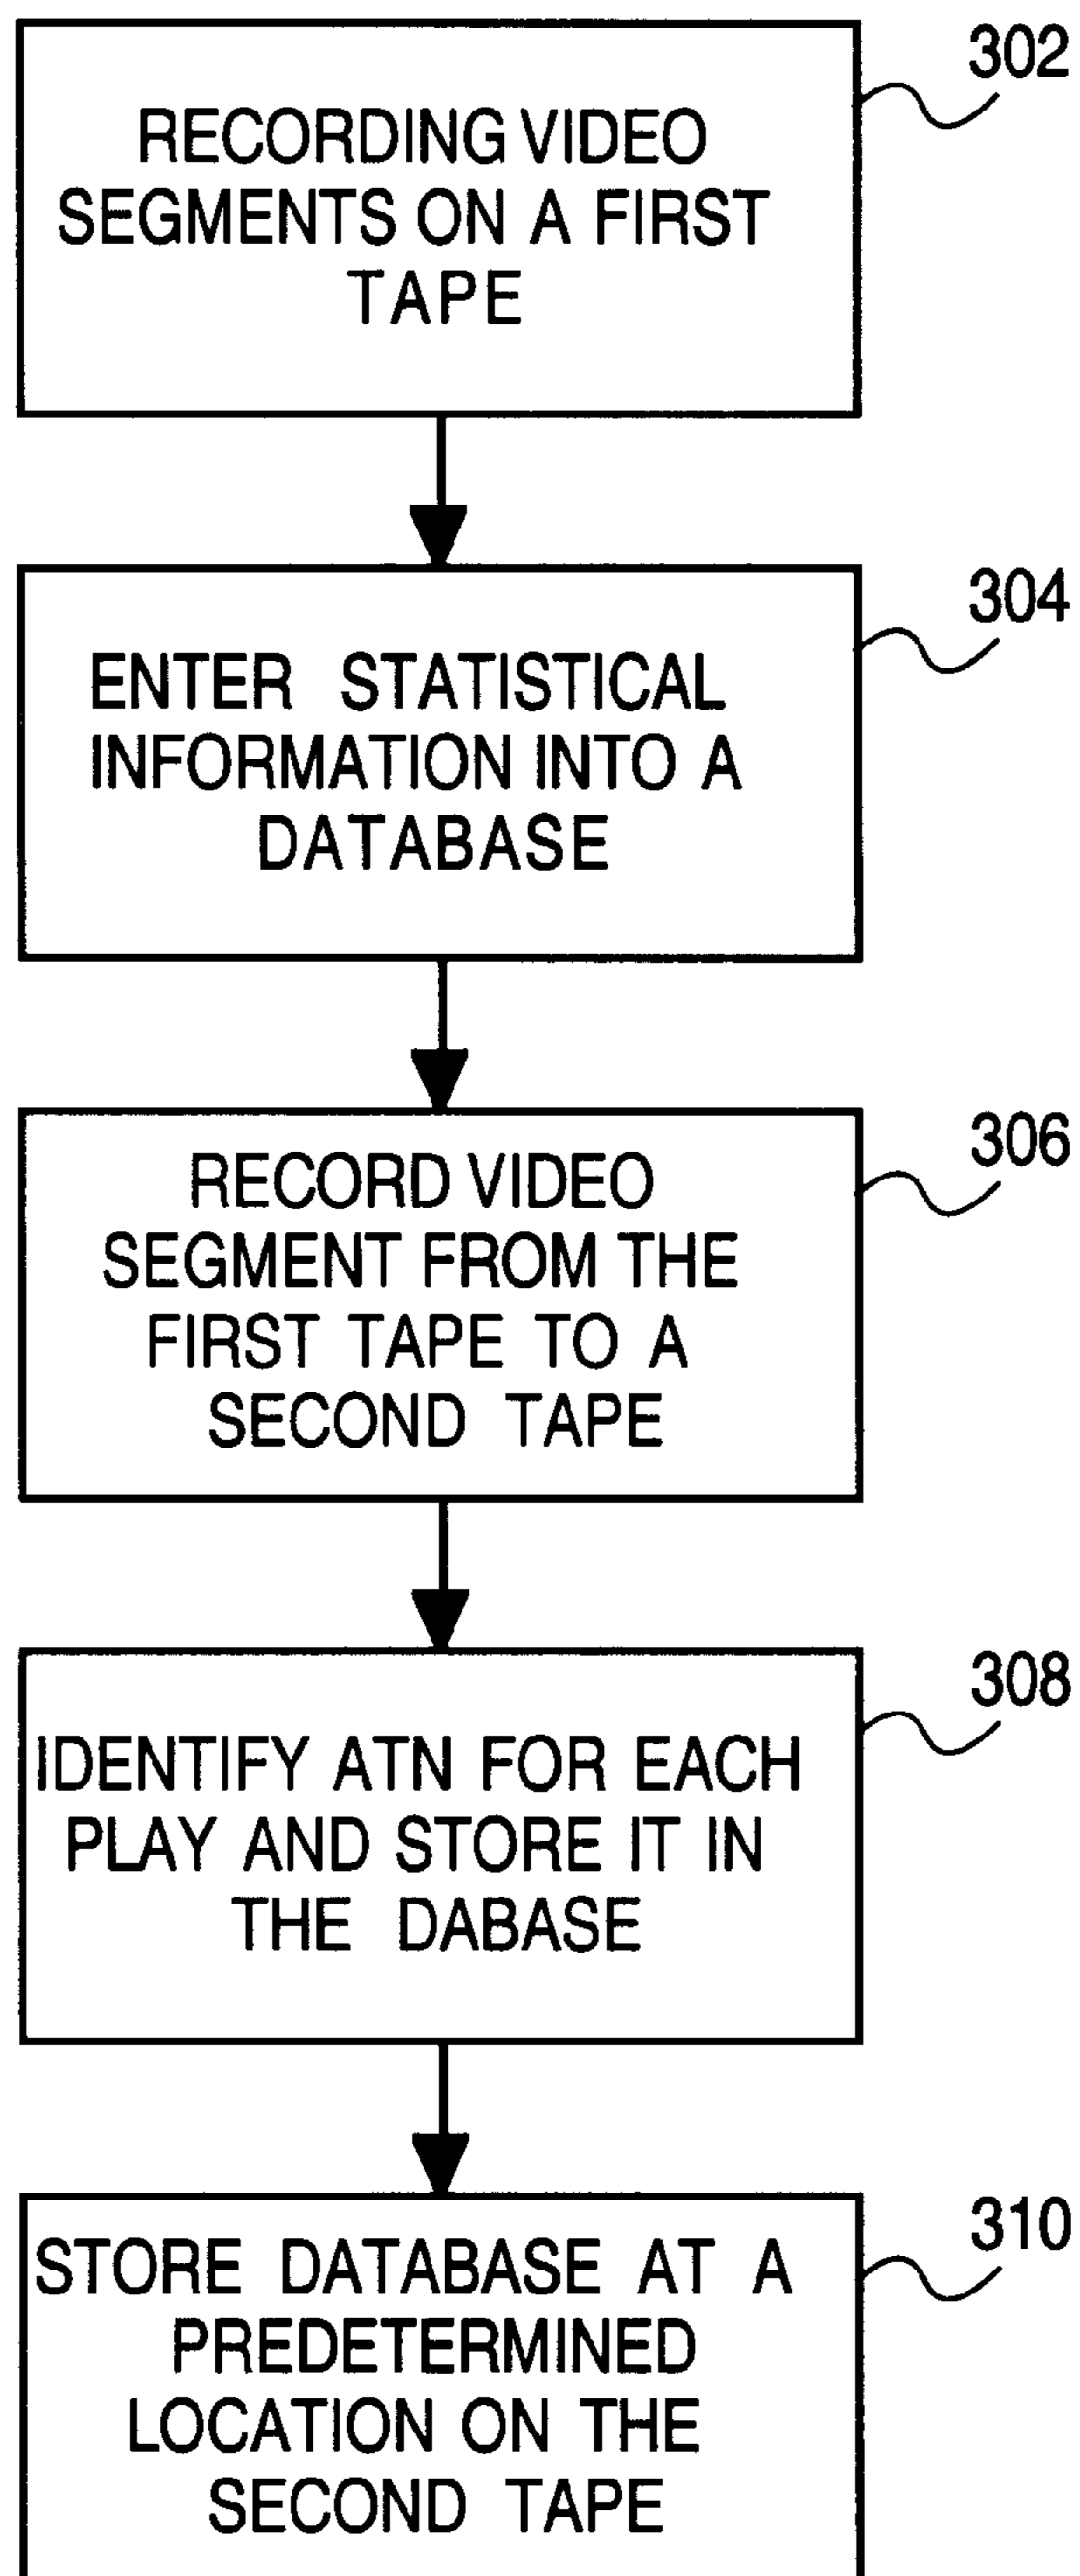 302
RECORDING VIDEO
SEGMENTS ON A FIRST
TAPE
304
ENTER STATISTICAL
INFORMATION INTO A
DATABASE
306
RECORD VIDEO
SEGMENT FROM THE
FIRST TAPE TO A
SECOND TAPE
308
IDENTIFY ATN FOR EACH
PLAY AND STORE IT IN
THE DABASE
310
STORE DATABASE AT A
PREDETERMINED
LOCATION ON THE
SECOND TAPE